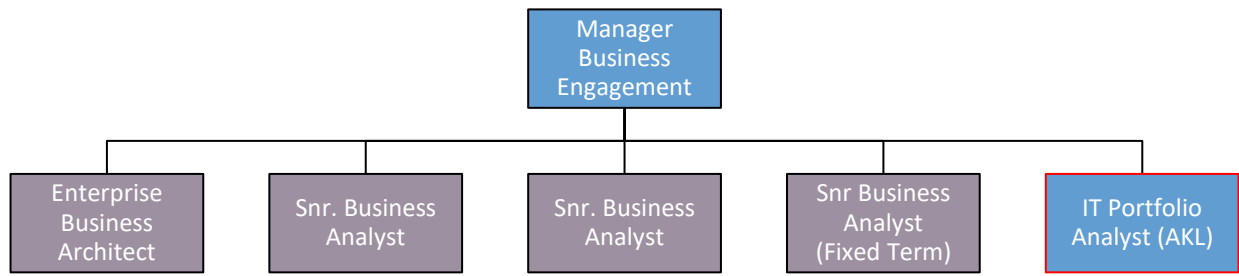 Manager
Business
Engagement
Enterprise
Business
Architect
Snr. Business
Analyst
Snr. Business
Analyst
Snr Business
Analyst
(Fixed Term)
IT Portfolio
Analyst (AKL)